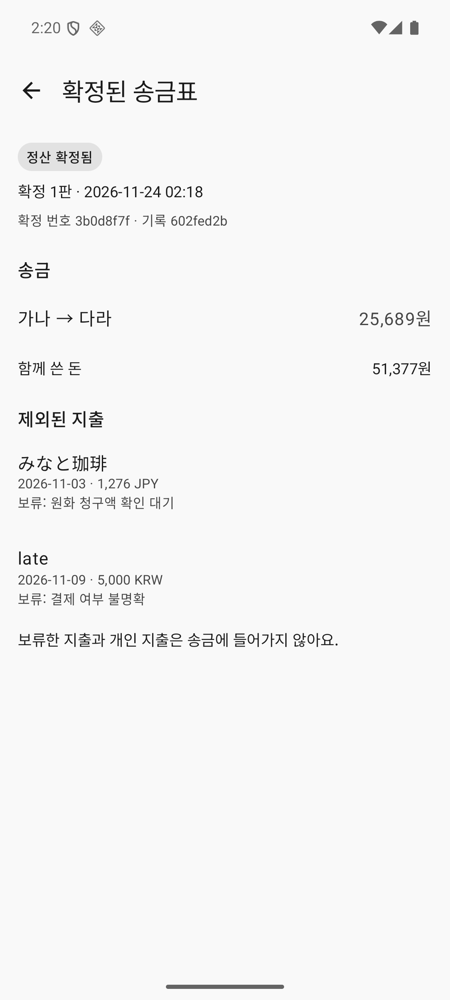 2:20
확정된 송금표
정산 확정됨
확정 1판 · 2026-11-24 02:18
확정 번호 3b0d8f7f · 기록 602fed2b
송금
가나 → 다라 25,689원
함께 쓴 돈 51,377원
제외된 지출
みなと珈琲
2026-11-03 · 1,276 JPY
보류: 원화 청구액 확인 대기
late
2026-11-09 · 5,000 KRW
보류: 결제 여부 불명확
보류한 지출과 개인 지출은 송금에 들어가지 않아요.